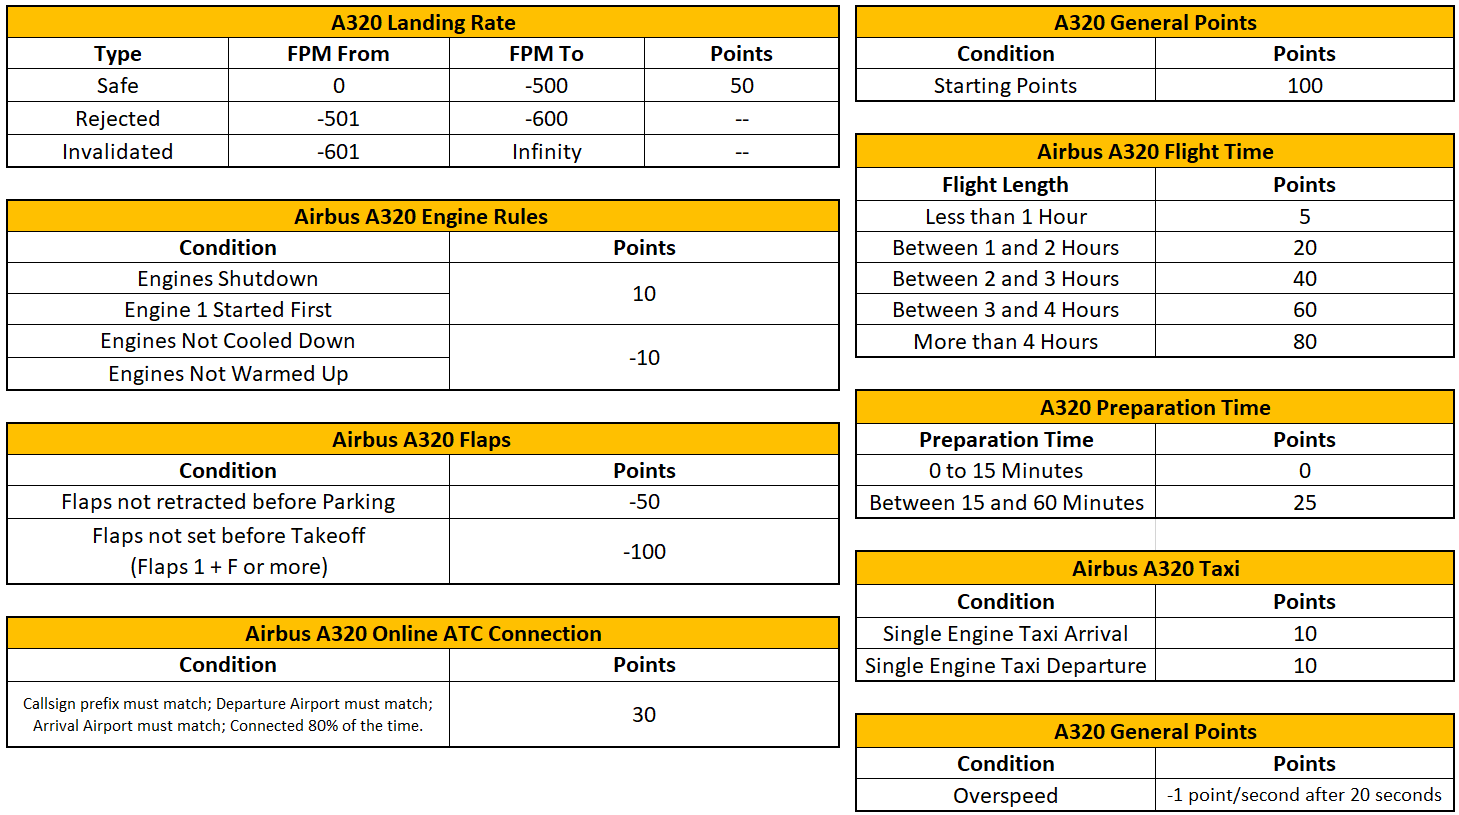 A320 Landing Rate
Type FPM From FPM To Points
Safe 0 -500 50
Rejected -501 -600 --
Invalidated -601 Infinity --
Airbus A320 Engine Rules
Condition Points
Engines Shutdown
10
Engine 1 Started First
Engines Not Cooled Down
-10
Engines Not Warmed Up
Airbus A320 Flaps
Condition Points
Flaps not retracted before Parking -50
Flaps not set before Takeoff
-100
(Flaps 1 + F or more)
Airbus A320 Online ATC Connection
Condition Points
Callsign prefix must match; Departure Airport must match;
30
Arrival Airport must match; Connected 80% of the time.
A320 General Points
Condition Points
Starting Points 100
Airbus A320 Flight Time
Flight Length Points
Less than 1 Hour 5
Between 1 and 2 Hours 20
Between 2 and 3 Hours 40
Between 3 and 4 Hours 60
More than 4 Hours 80
A320 Preparation Time
Preparation Time Points
0 to 15 Minutes 0
Between 15 and 60 Minutes 25
Airbus A320 Taxi
Condition Points
Single Engine Taxi Arrival 10
Single Engine Taxi Departure 10
A320 General Points
Condition Points
Overspeed -1 point/second after 20 seconds